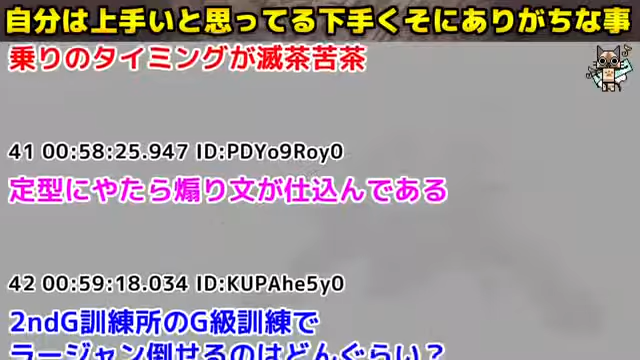 自分は上手いと思ってる下手くそにありがちな事
乗りのタイミングが滅茶苦茶
41 00:58:25.947 ID:PDYo9Roy0
定型にやたら煽り文が仕込んである
42 00:59:18.034 ID:KUPAhe5y0
2ndG訓練所のG級訓練で
ラージャン倒せるのはどんぐらい？